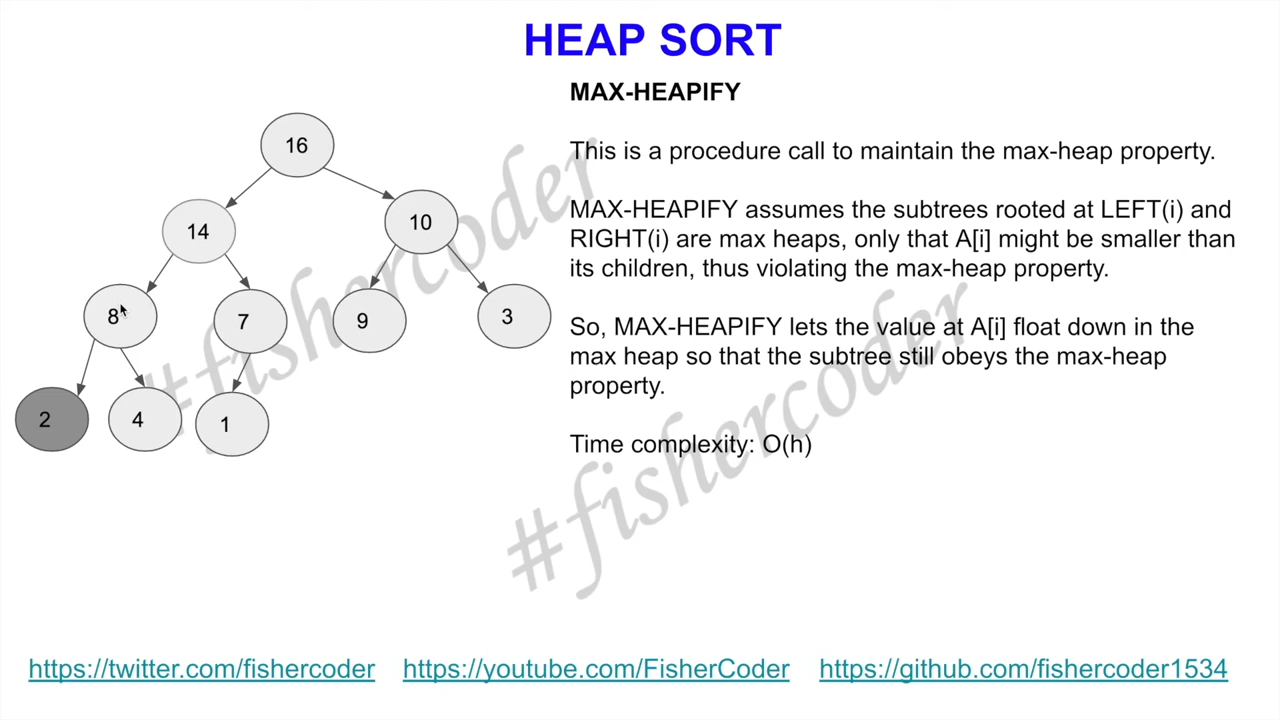 HEAP SORT
MAX-HEAPIFY
This is a procedure call to maintain the max-heap property.
MAX-HEAPIFY assumes the subtrees rooted at LEFT(i) and
RIGHT(i) are max heaps, only that A[i] might be smaller than
its children, thus violating the max-heap property.
So, MAX-HEAPIFY lets the value at A[i] float down in the
max heap so that the subtree still obeys the max-heap
property.
Time complexity: O(h)
16
14
10
8
7
9
3
2
4
1
#fishercoder
#fishercoder
https://twitter.com/fishercoder
https://youtube.com/FisherCoder
https://github.com/fishercoder1534